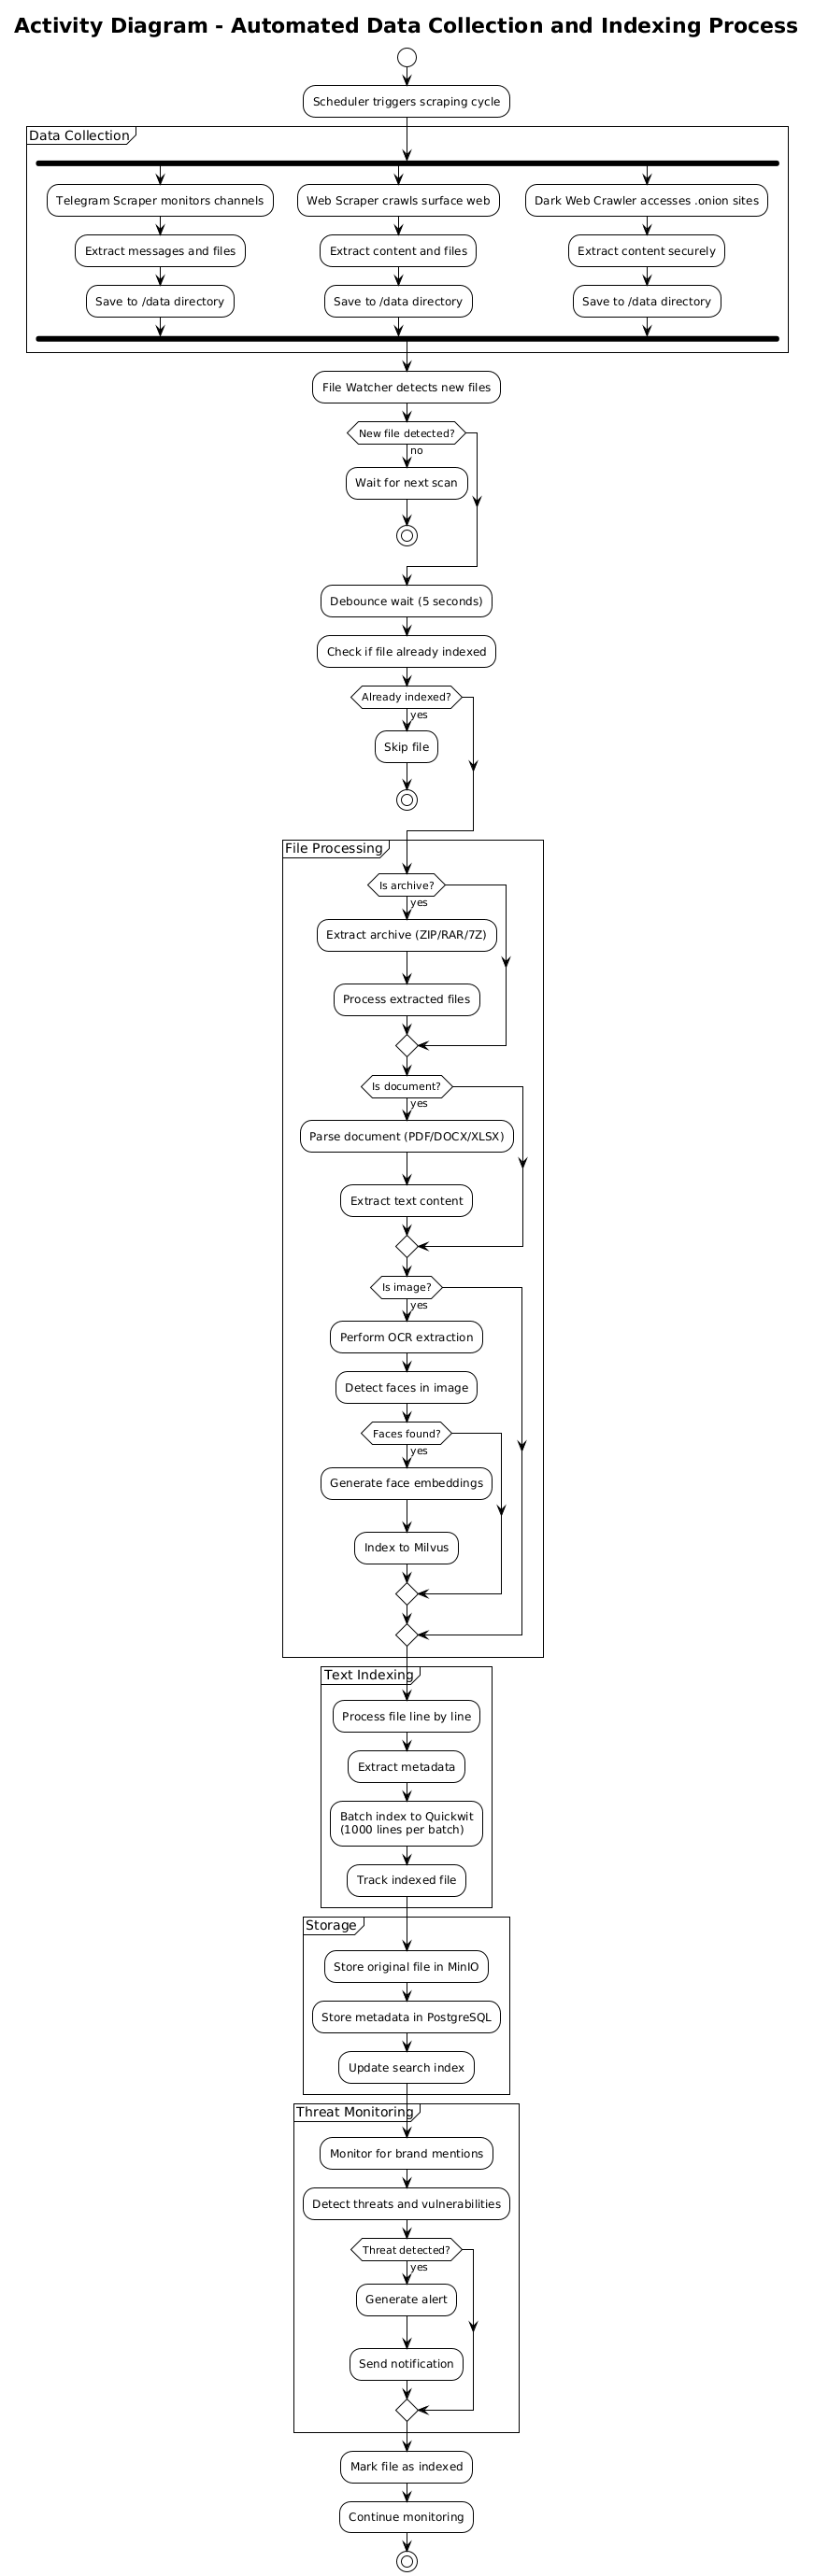 Activity Diagram - Automated Data Collection and Indexing Process
Scheduler triggers scraping cycle
Data Collection
Telegram Scraper monitors channels
Web Scraper crawls surface web
Dark Web Crawler accesses .onion sites
Extract messages and files
Extract content and files
Extract content securely
Save to /data directory
Save to /data directory
Save to /data directory
File Watcher detects new files
New file detected?
no
Wait for next scan
Debounce wait (5 seconds)
Check if file already indexed
Already indexed?
yes
Skip file
File Processing
Is archive?
yes
Extract archive (ZIP/RAR/7Z)
Process extracted files
Is document?
yes
Parse document (PDF/DOCX/XLSX)
Extract text content
Is image?
yes
Perform OCR extraction
Detect faces in image
Faces found?
yes
Generate face embeddings
Index to Milvus
Text Indexing
Process file line by line
Extract metadata
Batch index to Quickwit
(1000 lines per batch)
Track indexed file
Storage
Store original file in MinIO
Store metadata in PostgreSQL
Update search index
Threat Monitoring
Monitor for brand mentions
Detect threats and vulnerabilities
Threat detected?
yes
Generate alert
Send notification
Mark file as indexed
Continue monitoring